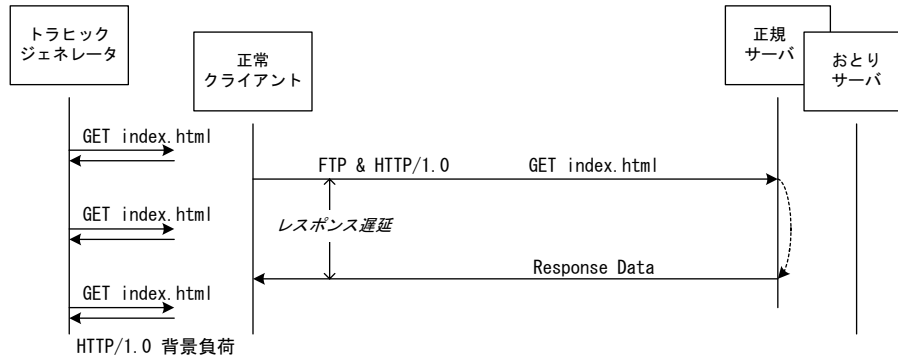 トラヒック
ジェネレータ
正常
クライアント
正規
サーバ
おとり
サーバ
GET index.html
FTP & HTTP/1.0
GET index.html
GET index.html
レスポンス遅延
Response Data
GET index.html
HTTP/1.0 背景負荷